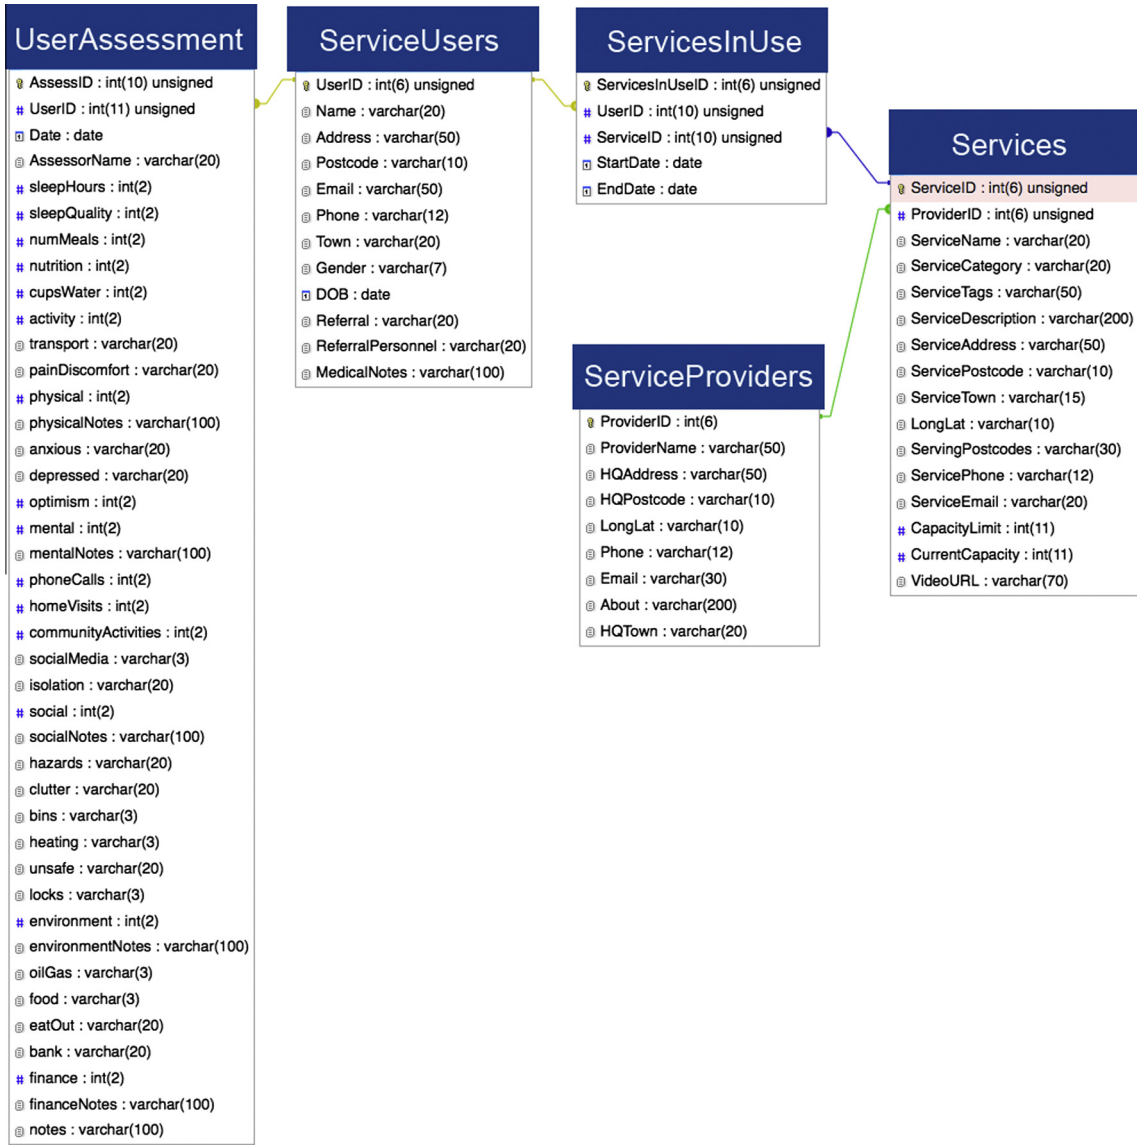 UserAssessment
AssessID : int(10) unsigned
UserID : int(11) unsigned
Date : date
AssessorName : varchar(20)
sleepHours : int(2)
sleepQuality : int(2)
numMeals : int(2)
nutrition : int(2)
cupsWater : int(2)
activity : int(2)
transport : varchar(20)
painDiscomfort : varchar(20)
physical : int(2)
physicalNotes : varchar(100)
anxious : varchar(20)
depressed : varchar(20)
optimism : int(2)
mental : int(2)
mentalNotes : varchar(100)
phoneCalls : int(2)
homeVisits : int(2)
communityActivities : int(2)
socialMedia : varchar(3)
isolation : varchar(20)
social : int(2)
socialNotes : varchar(100)
hazards : varchar(20)
clutter : varchar(20)
bins : varchar(3)
heating : varchar(3)
unsafe : varchar(20)
locks : varchar(3)
environment : int(2)
environmentNotes : varchar(100)
oilGas : varchar(3)
food : varchar(3)
eatOut : varchar(20)
bank : varchar(20)
finance : int(2)
financeNotes : varchar(100)
notes : varchar(100)
ServiceUsers
UserID : int(6) unsigned
Name : varchar(20)
Address : varchar(50)
Postcode : varchar(10)
Email : varchar(50)
Phone : varchar(12)
Town : varchar(20)
Gender : varchar(7)
DOB : date
Referral : varchar(20)
ReferralPersonnel : varchar(20)
MedicalNotes : varchar(100)
ServicesInUse
ServicesInUseID : int(6) unsigned
UserID : int(10) unsigned
ServiceID : int(10) unsigned
StartDate : date
EndDate : date
ServiceProviders
ProviderID : int(6)
ProviderName : varchar(50)
HQAddress : varchar(50)
HQPostcode : varchar(10)
LongLat : varchar(10)
Phone : varchar(12)
Email : varchar(30)
About : varchar(200)
HQTown : varchar(20)
Services
ServiceID : int(6) unsigned
ProviderID : int(6) unsigned
ServiceName : varchar(20)
ServiceCategory : varchar(20)
ServiceTags : varchar(50)
ServiceDescription : varchar(200)
ServiceAddress : varchar(50)
ServicePostcode : varchar(10)
ServiceTown : varchar(15)
LongLat : varchar(10)
ServingPostcodes : varchar(30)
ServicePhone : varchar(12)
ServiceEmail : varchar(20)
CapacityLimit : int(11)
CurrentCapacity : int(11)
VideoURL : varchar(70)